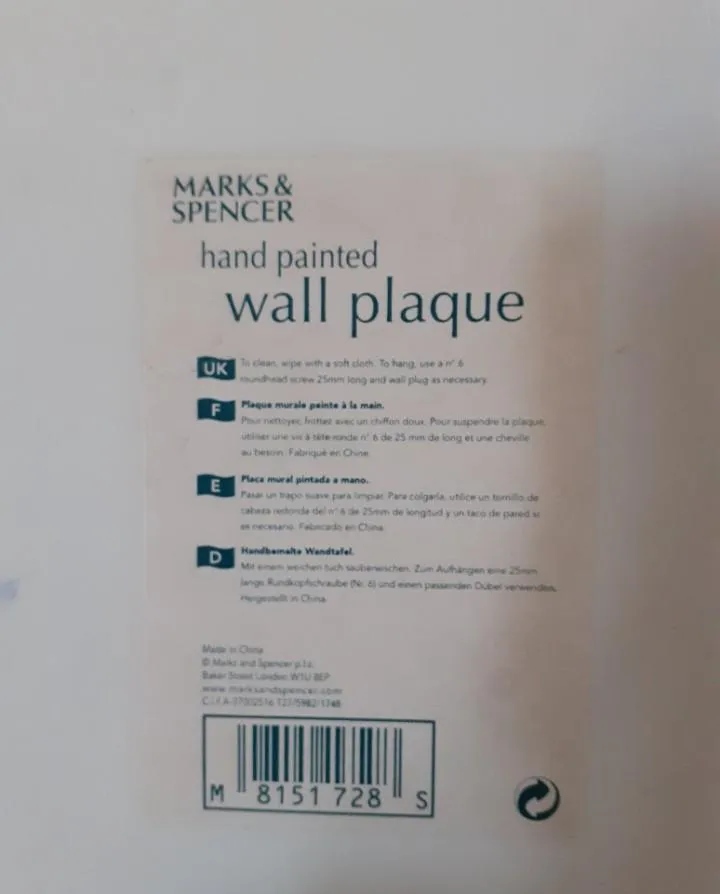 MARKS &
SPENCER
hand painted
wall plaque
UK
To clean, wipe with a soft cloth. To hang, use a n° 6
roundhead screw 25mm long and wall plug as necessary.
F
Plaque murale peinte à la main.
Pour nettoyer, frottez avec un chiffon doux. Pour suspendre la plaque,
utiliser une vis à tête ronde n° 6 de 25 mm de long et une cheville
au besoin. Fabriqué en Chine.
E
Placa mural pintada a mano.
Pasar un trapo suave para limpiar. Para colgarla, utilice un tornillo de
cabeza redonda del n° 6 de 25mm de longitud y un taco de pared si
es necesario. Fabricado en China.
D
Handbemalte Wandtafel.
Mit einem weichen tuch saubenwischen. Zum Aufhängen eine 25mm
lange Rundkopfschraube (Nr. 6) und einen passenden Dübel verwenden.
Hergestellt in China.
Made in China
© Marks and Spencer p.l.c.
Baker Street London W1U 8EP
www.marksandspencer.com
C.I.F.A-97002516 T27/5982/1748
M 8151 728 S